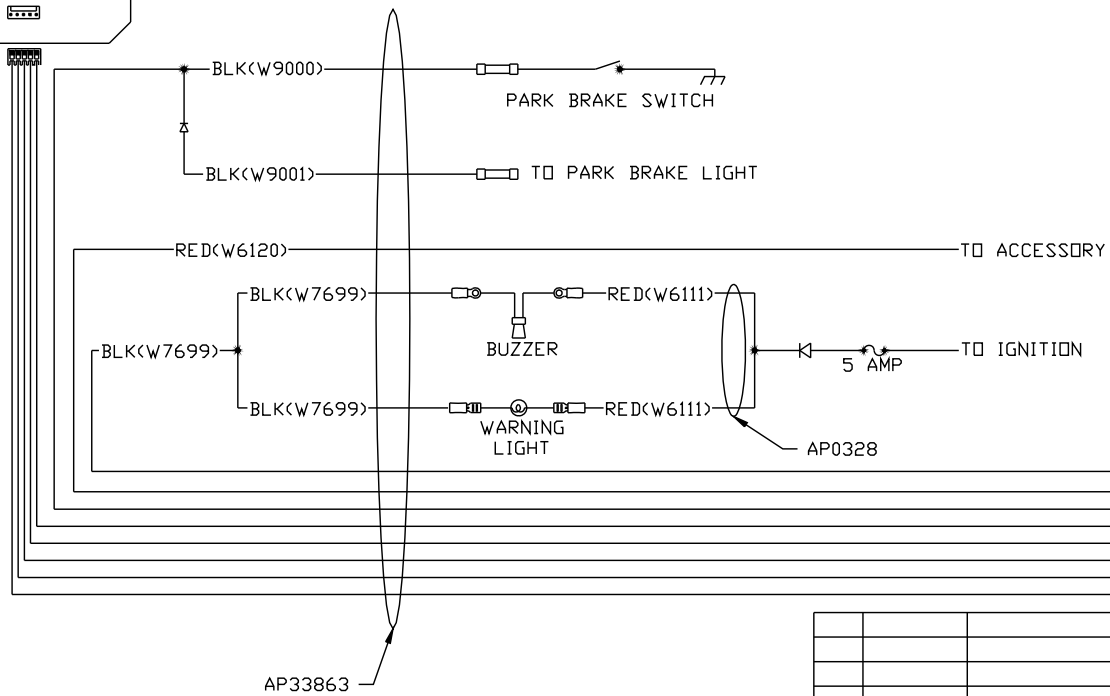 BLK(W9000)
PARK BRAKE SWITCH
BLK(W9001)
TO PARK BRAKE LIGHT
RED(W6120)
TO ACCESSORY
BLK(W7699)
RED(W6111)
BUZZER
BLK(W7699)
5 AMP
TO IGNITION
BLK(W7699)
RED(W6111)
WARNING
LIGHT
AP0328
AP33863